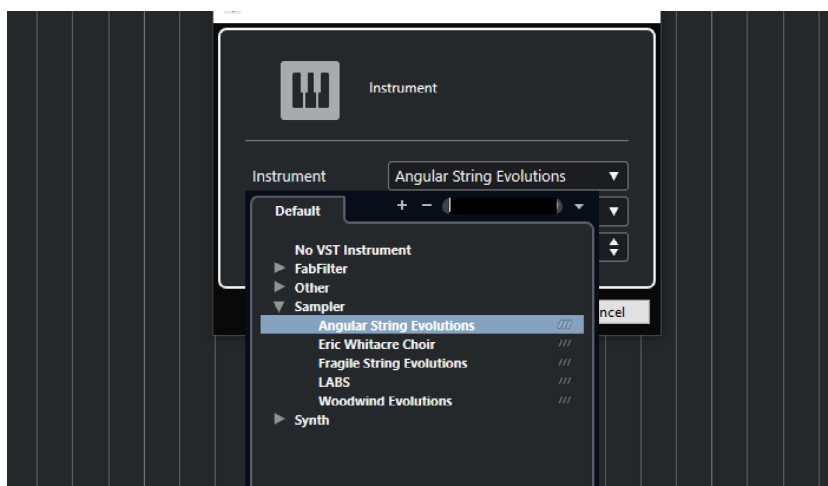 Instrument
Instrument Angular String Evolutions
Default + −
No VST Instrument
FabFilter
Other
Sampler
Angular String Evolutions
Eric Whitacre Choir
Fragile String Evolutions
LABS
Woodwind Evolutions
Synth
ncel